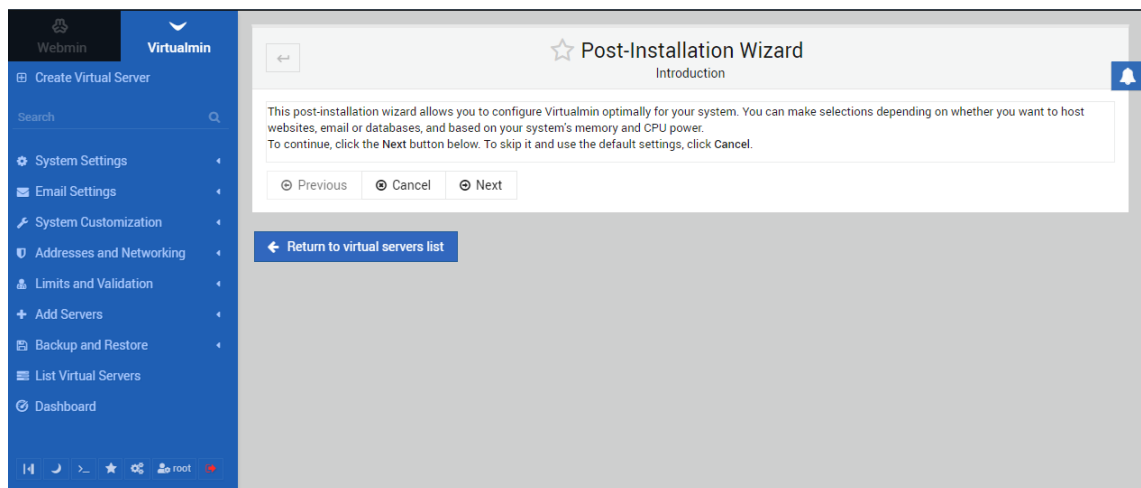 Webmin
Virtualmin
Create Virtual Server
Search
System Settings
Email Settings
System Customization
Addresses and Networking
Limits and Validation
Add Servers
Backup and Restore
List Virtual Servers
Dashboard
root
Post-Installation Wizard
Introduction
This post-installation wizard allows you to configure Virtualmin optimally for your system. You can make selections depending on whether you want to host
websites, email or databases, and based on your system's memory and CPU power.
To continue, click the Next button below. To skip it and use the default settings, click Cancel.
Previous
Cancel
Next
Return to virtual servers list